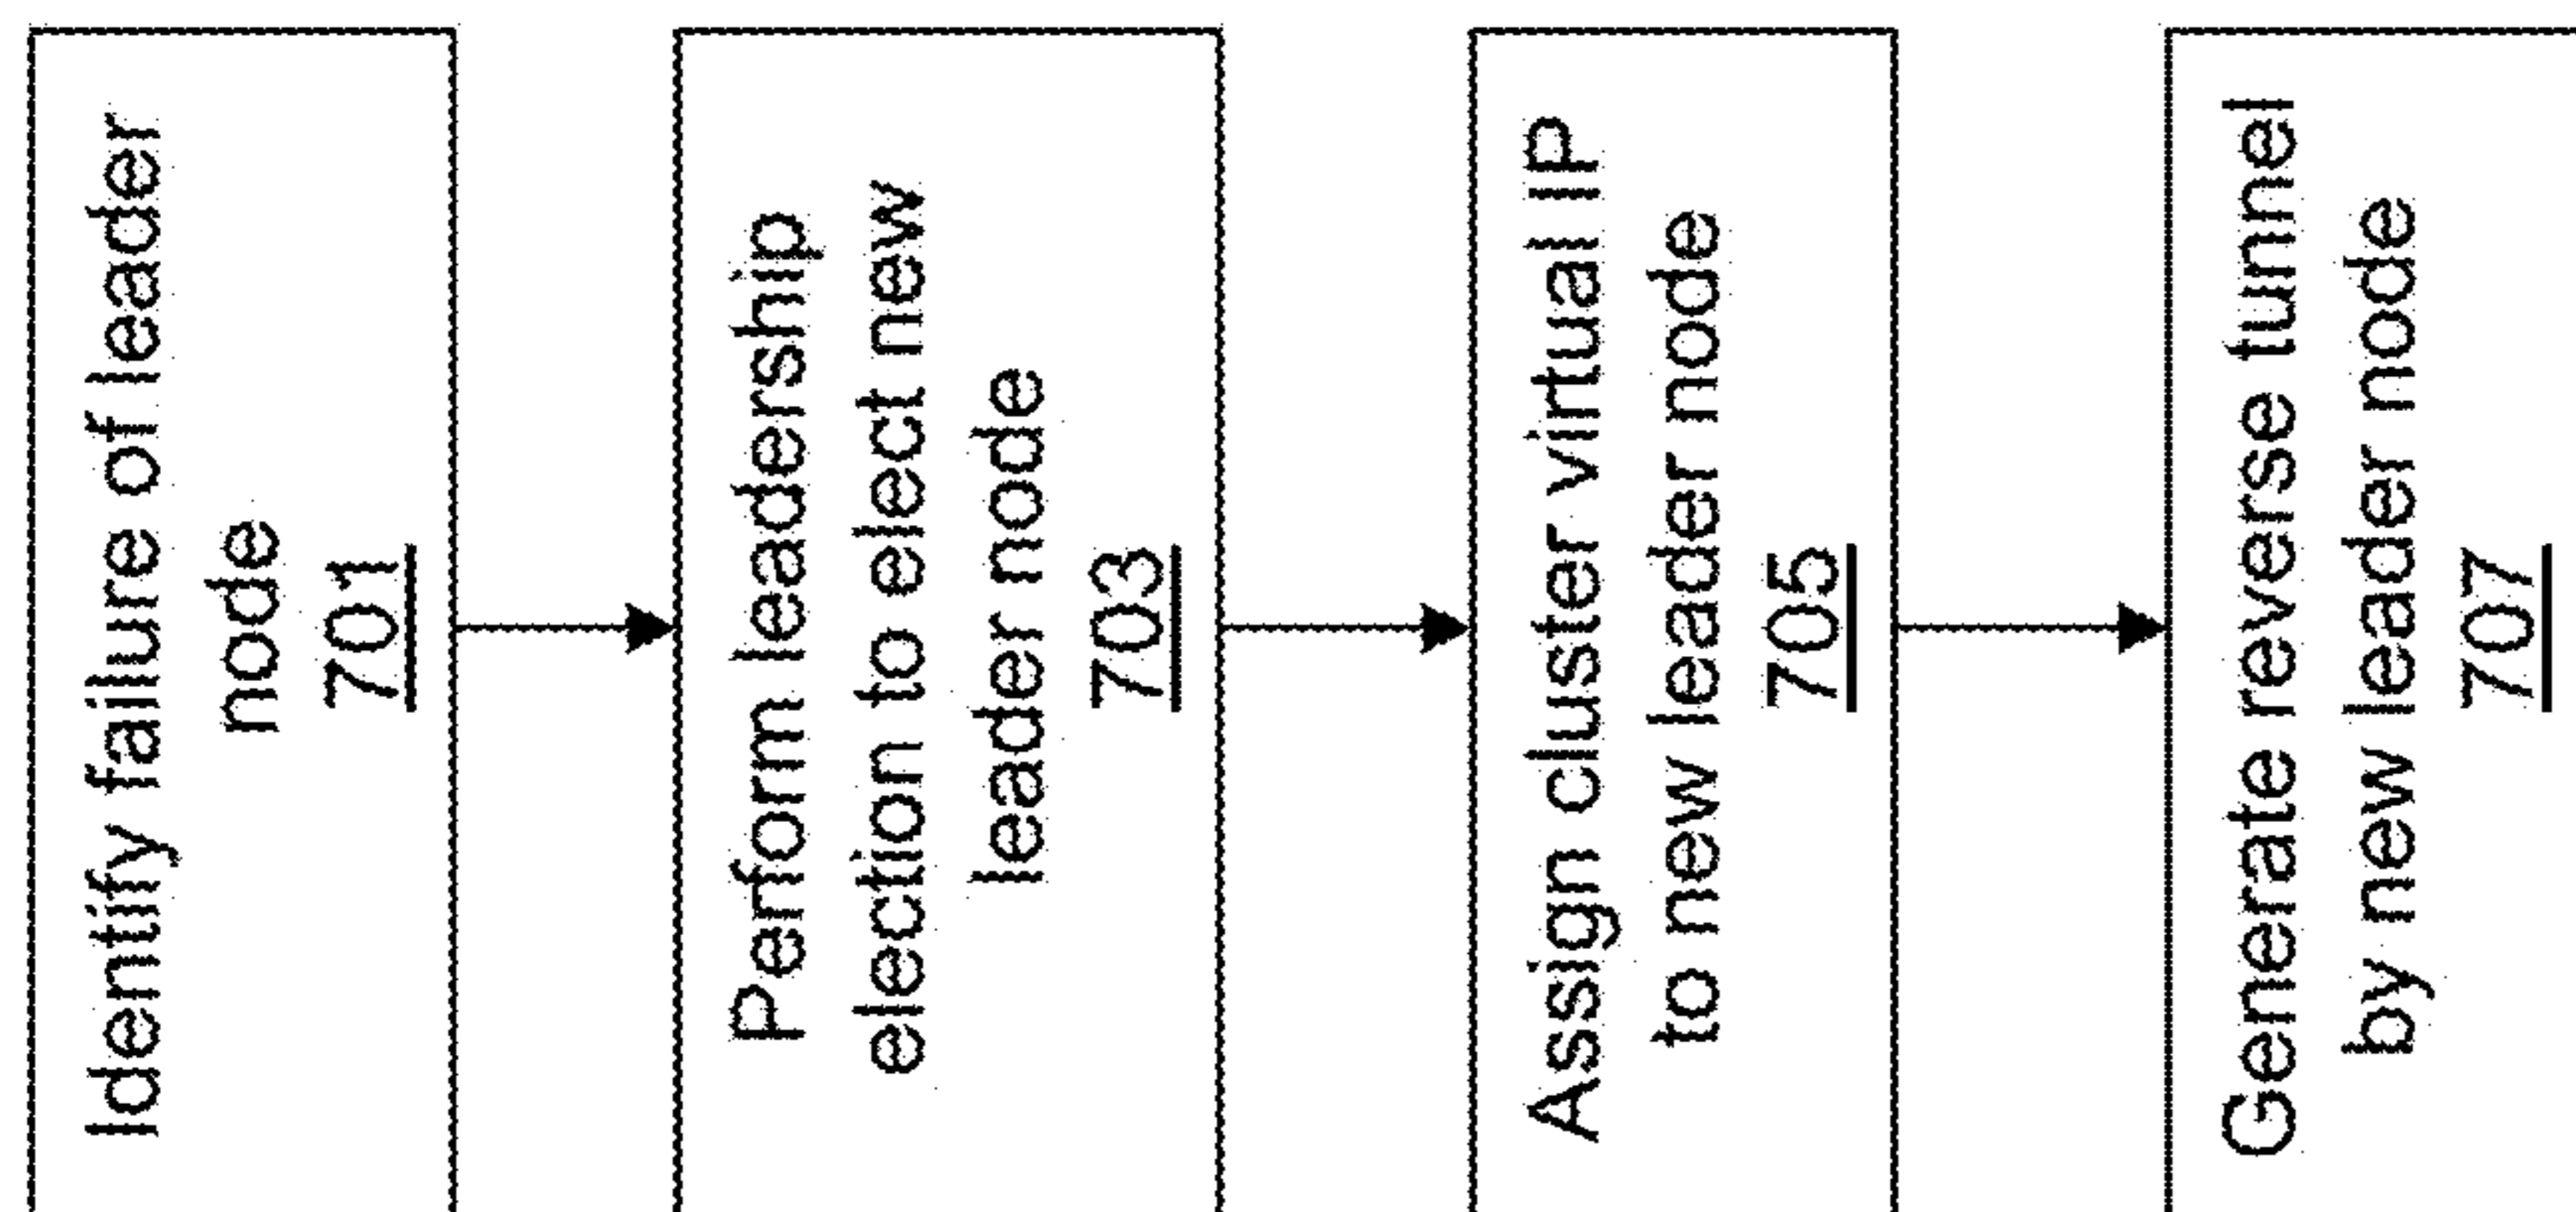 Identify failure of leader
node
701
Perform leadership
election to elect new
leader node
703
Assign cluster virtual IP
to new leader node
705
Generate reverse tunnel
by new leader node
707